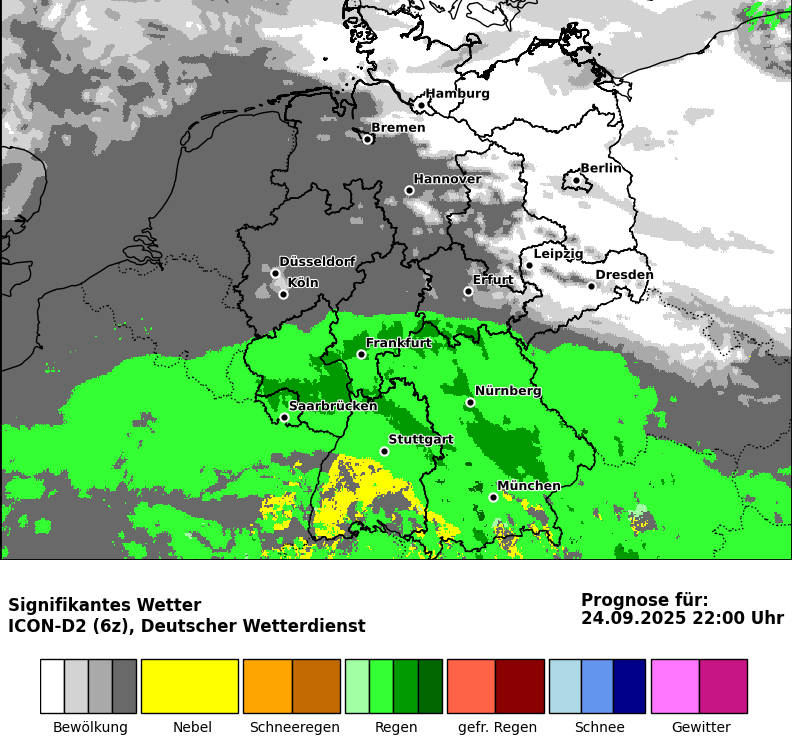 Hamburg
Bremen
Berlin
Hannover
Leipzig
Düsseldorf
Dresden
Köln
Erfurt
Frankfurt
Nürnberg
Saarbrücken
Stuttgart
München
Signifikantes Wetter
ICON-D2 (6z), Deutscher Wetterdienst
Prognose für:
24.09.2025 22:00 Uhr
Bewölkung
Nebel
Schneeregen
Regen
gefr. Regen
Schnee
Gewitter